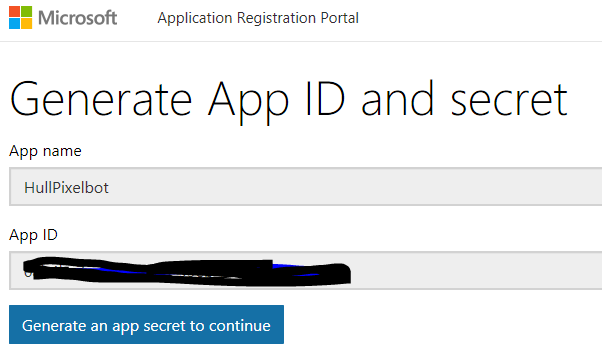 Microsoft Application Registration Portal
Generate App ID and secret
App name
HullPixelbot
App ID
Generate an app secret to continue